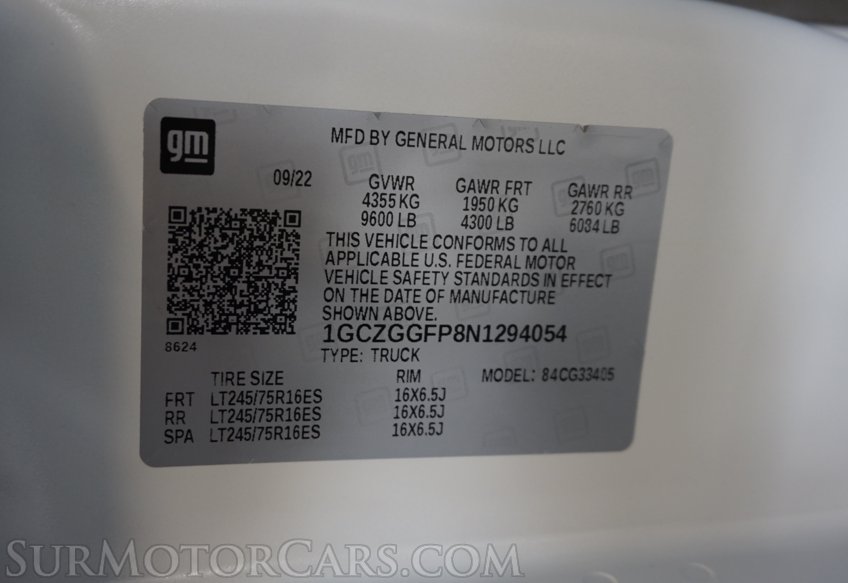 gm
MFD BY GENERAL MOTORS LLC
09/22 GVWR GAWR FRT GAWR RR
4355 KG 1950 KG 2760 KG
9600 LB 4300 LB 6084 LB
THIS VEHICLE CONFORMS TO ALL
APPLICABLE U.S. FEDERAL MOTOR
VEHICLE SAFETY STANDARDS IN EFFECT
ON THE DATE OF MANUFACTURE
SHOWN ABOVE.
8624
1GCZGGFP8N1294054
TYPE: TRUCK
TIRE SIZE RIM MODEL: 84CG33405
FRT LT245/75R16ES 16X6.5J
RR LT245/75R16ES 16X6.5J
SPA LT245/75R16ES 16X6.5J
SURMOTORCARS.COM